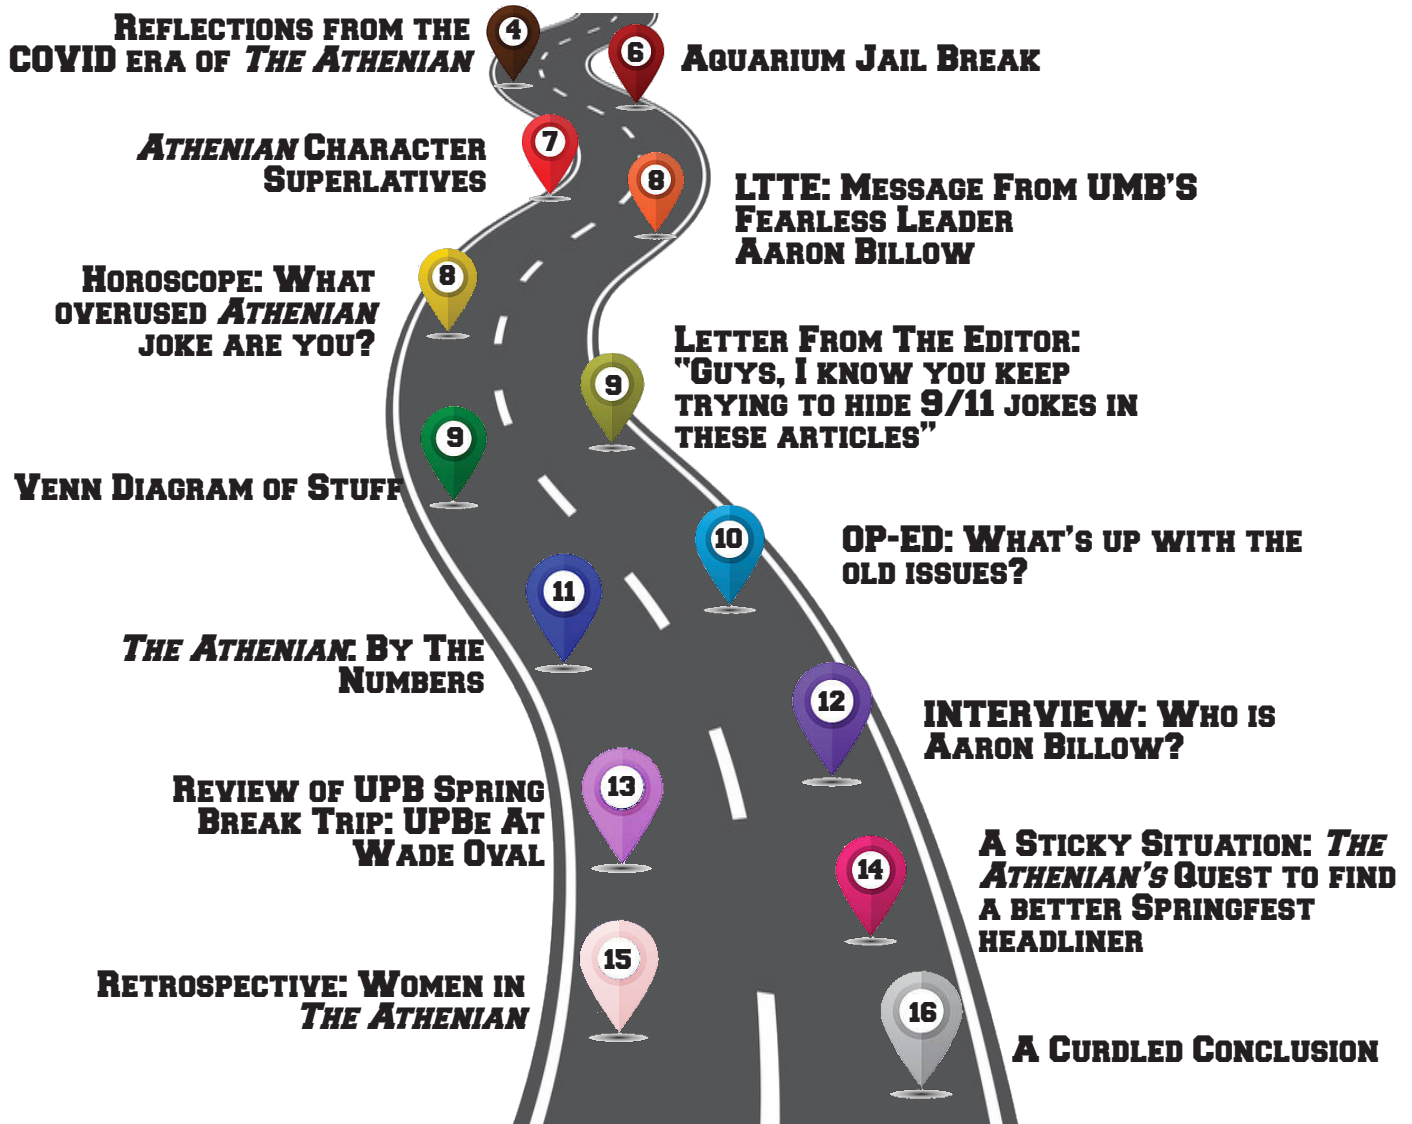 4
Reflections from the
COVID era of The Athenian
6
Aquarium Jail Break
7
Athenian Character
Superlatives
8
LTTE: Message From UMB'S
Fearless Leader
Aaron Billow
8
Horoscope: What
overused Athenian
joke are you?
9
Letter From The Editor:
"Guys, I know you keep
trying to hide 9/11 jokes in
these articles"
9
Venn Diagram of Stuff
10
OP-ED: What's up with the
old issues?
11
The Athenian: By The
Numbers
12
INTERVIEW: Who is
Aaron Billow?
13
Review of UPB Spring
Break Trip: UPBe At
Wade Oval
14
A Sticky Situation: The
Athenian's Quest to find
a better Springfest
headliner
15
Retrospective: Women in
The Athenian
16
A Curdled Conclusion